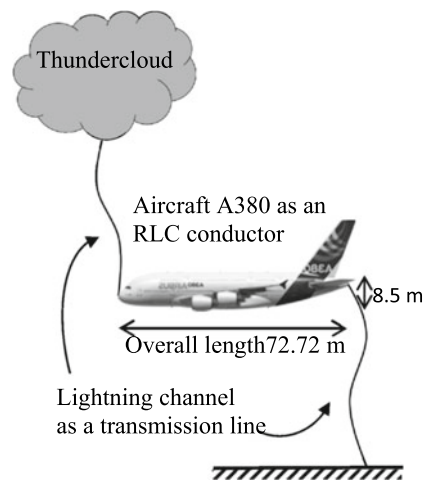 Thundercloud
Aircraft A380 as an
RLC conductor
8.5 m
Overall length72.72 m
Lightning channel
as a transmission line